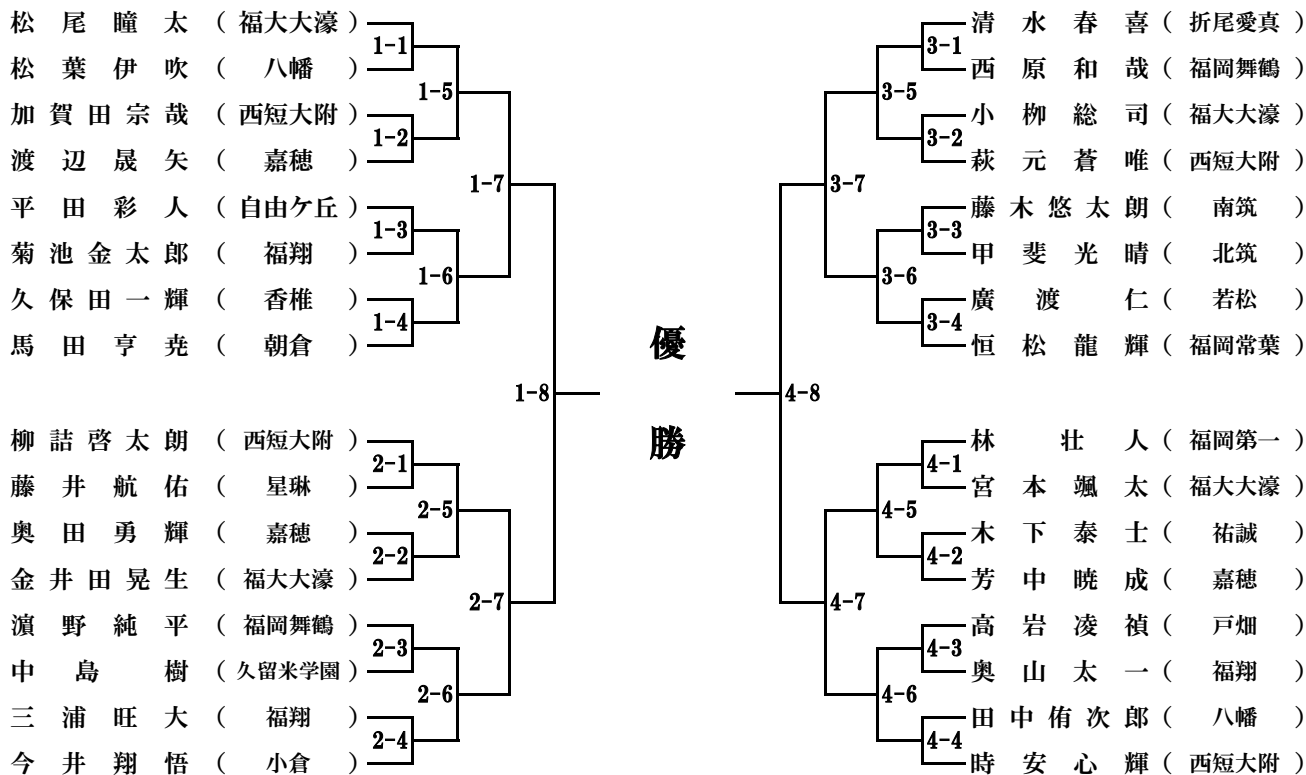 松尾瞳太（福大大濠）
1-1
松葉伊吹（八幡）
1-5
加賀田宗哉（西短大附）
1-2
渡辺晟矢（嘉穂）
1-7
平田彩人（自由ケ丘）
1-3
菊池金太郎（福翔）
1-6
久保田一輝（香椎）
1-4
馬田亨尭（朝倉）
1-8
柳詰啓太朗（西短大附）
2-1
藤井航佑（星琳）
2-5
奥田勇輝（嘉穂）
2-2
金井田晃生（福大大濠）
2-7
濵野純平（福岡舞鶴）
2-3
中島樹（久留米学園）
2-6
三浦旺大（福翔）
2-4
今井翔悟（小倉）
優
勝
清水春喜（折尾愛真）
3-1
西原和哉（福岡舞鶴）
3-5
小栁総司（福大大濠）
3-2
萩元蒼唯（西短大附）
3-7
藤木悠太朗（南筑）
3-3
甲斐光晴（北筑）
3-6
廣渡仁（若松）
3-4
恒松龍輝（福岡常葉）
4-8
林壮人（福岡第一）
4-1
宮本颯太（福大大濠）
4-5
木下泰士（祐誠）
4-2
芳中暁成（嘉穂）
4-7
高岩凌禎（戸畑）
4-3
奥山太一（福翔）
4-6
田中侑次郎（八幡）
4-4
時安心輝（西短大附）